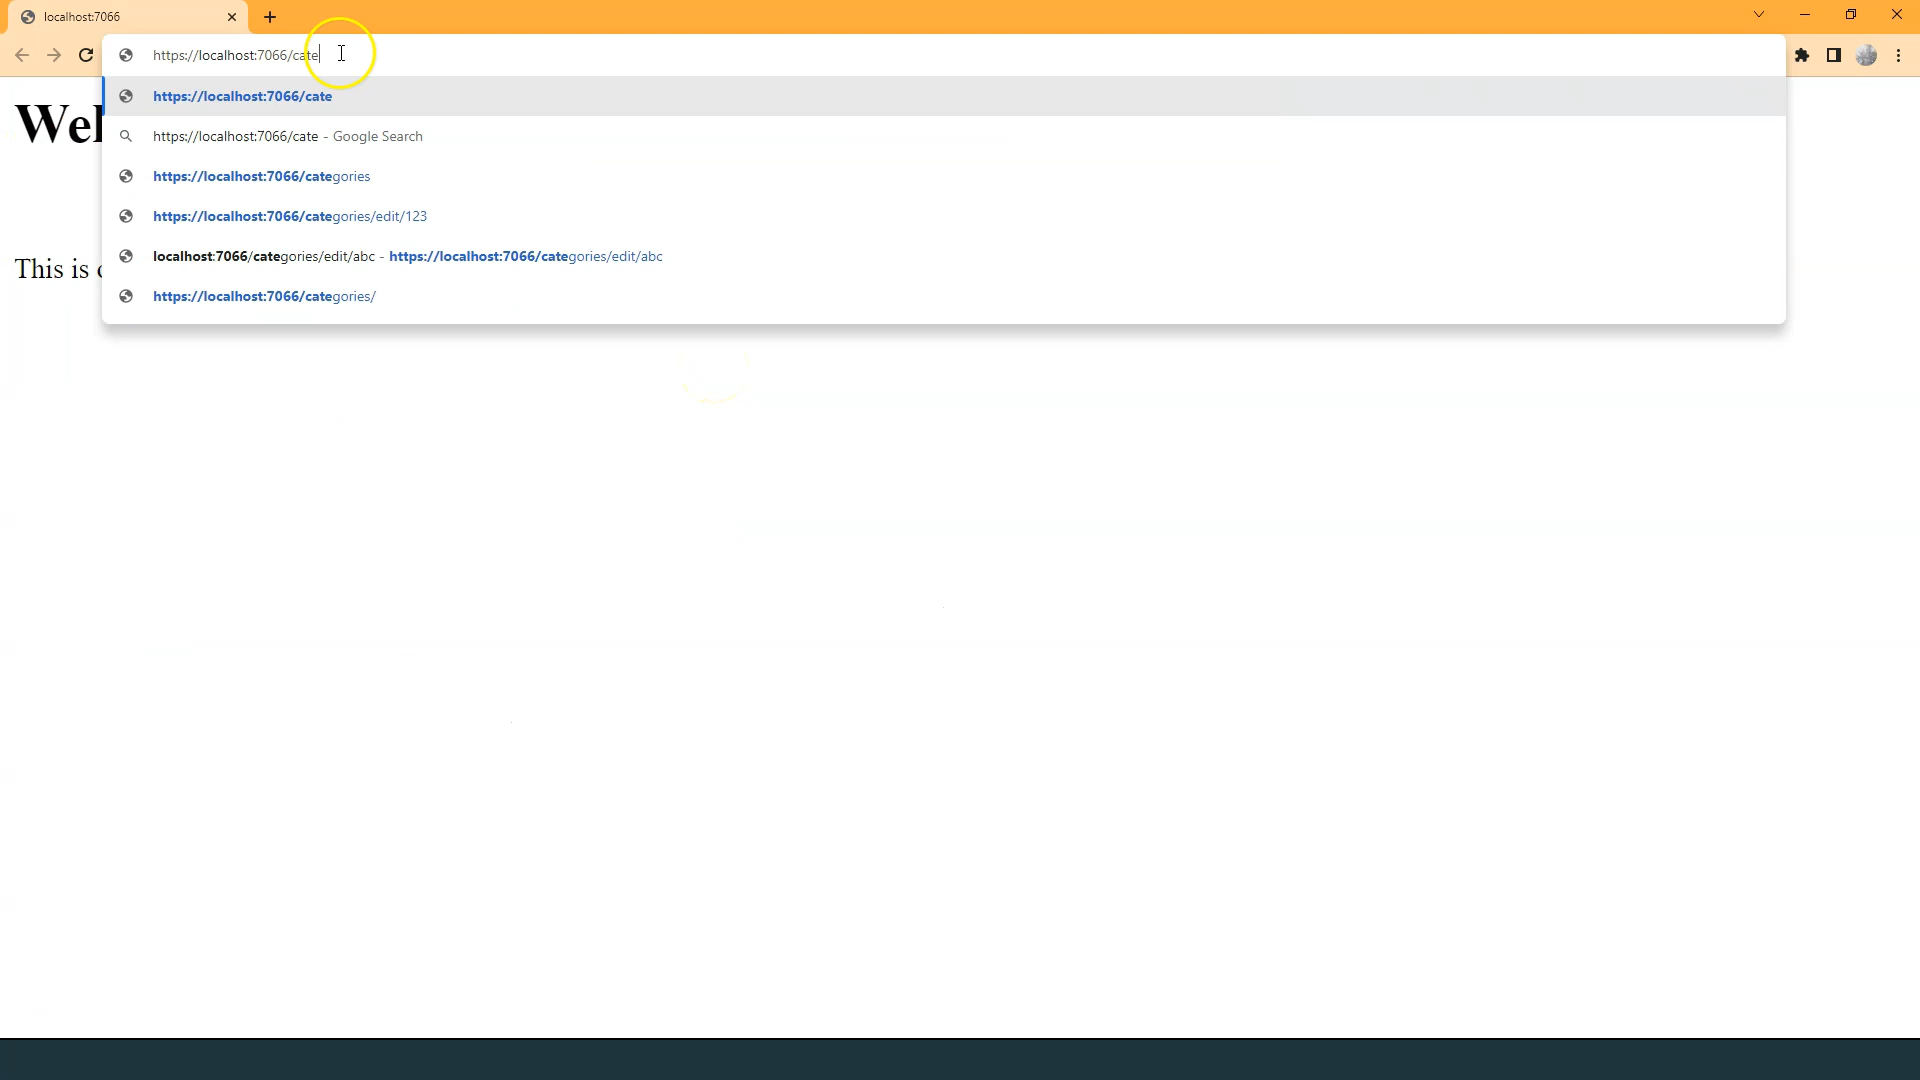 localhost:7066
https://localhost:7066/cate
https://localhost:7066/cate
Wel
https://localhost:7066/cate - Google Search
https://localhost:7066/categories
https://localhost:7066/categories/edit/123
localhost:7066/categories/edit/abc - https://localhost:7066/categories/edit/abc
This is
https://localhost:7066/categories/